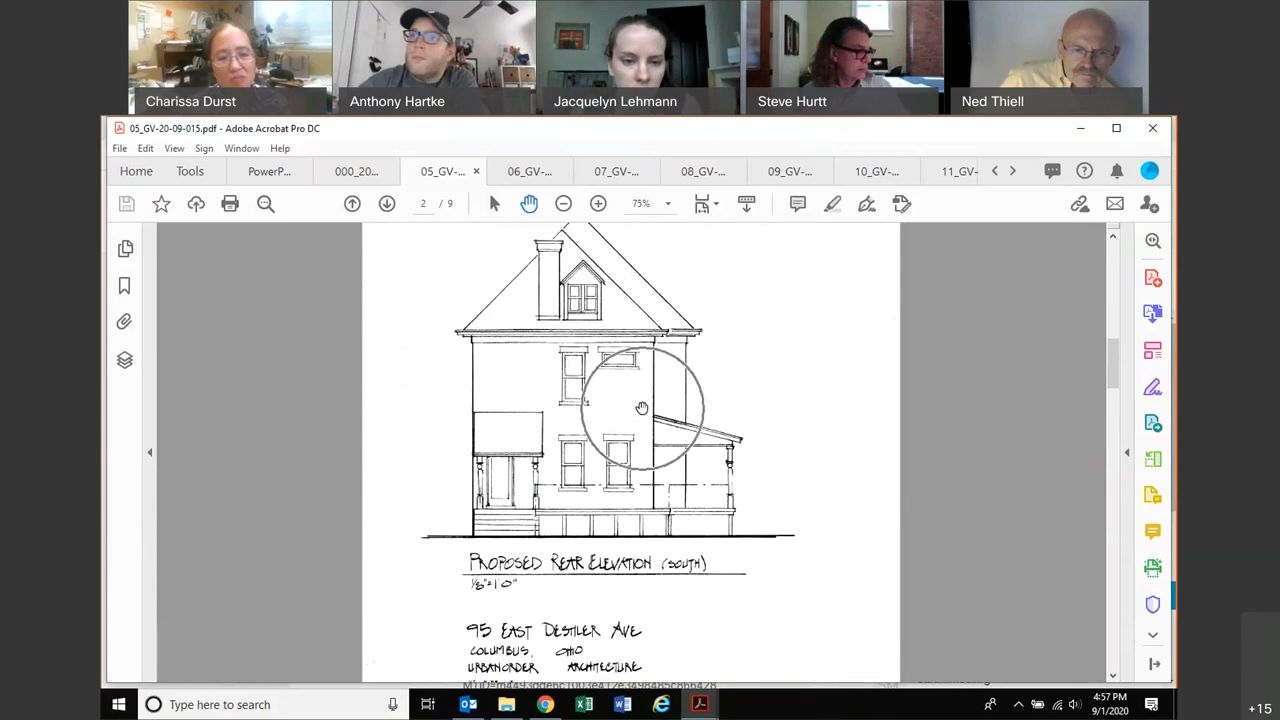 Charissa Durst
Anthony Hartke
Jacquelyn Lehmann
Steve Hurtt
Ned Thiell
05_GV-20-09-015.pdf - Adobe Acrobat Pro DC
File Edit View Sign Window Help
Home Tools PowerP... 000_20... 05_GV-... 06_GV-... 07_GV-... 08_GV-... 09_GV-... 10_GV-... 11_GV-
2 / 9 75%
PROPOSED REAR ELEVATION (SOUTH)
1/8"=1'0"
95 EAST DESHLER AVE
COLUMBUS, OHIO
URBANORDER ARCHITECTURE
Type here to search
4:57 PM
9/1/2020
+15